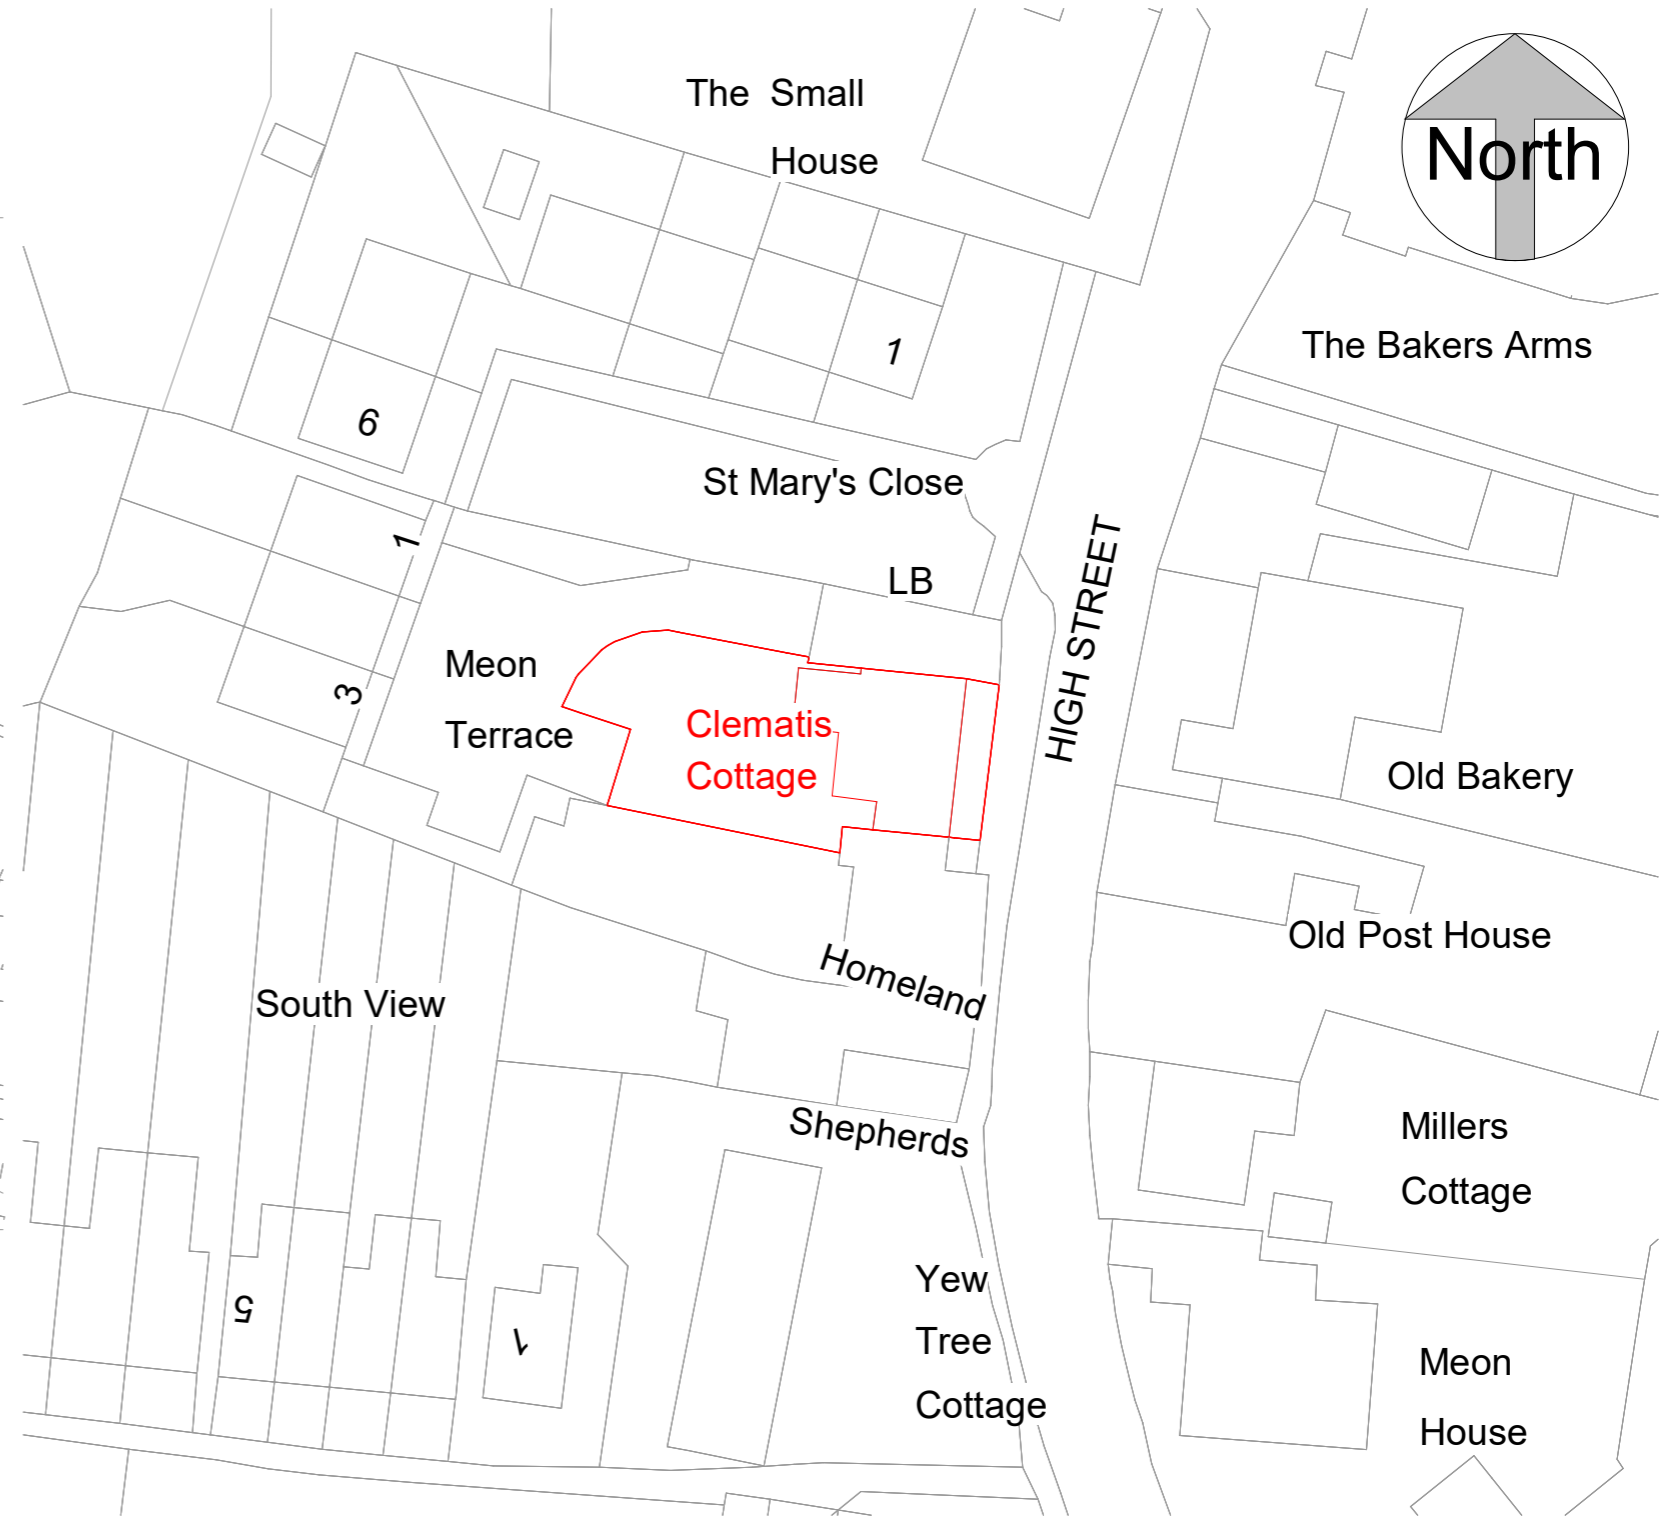 The Small
House
North
The Bakers Arms
1
6
St Mary's Close
1
LB
HIGH STREET
Meon
Terrace
3
Clematis
Cottage
Old Bakery
Old Post House
Homeland
South View
Shepherds
Millers
Cottage
Yew
Tree
Cottage
5
1
Meon
House